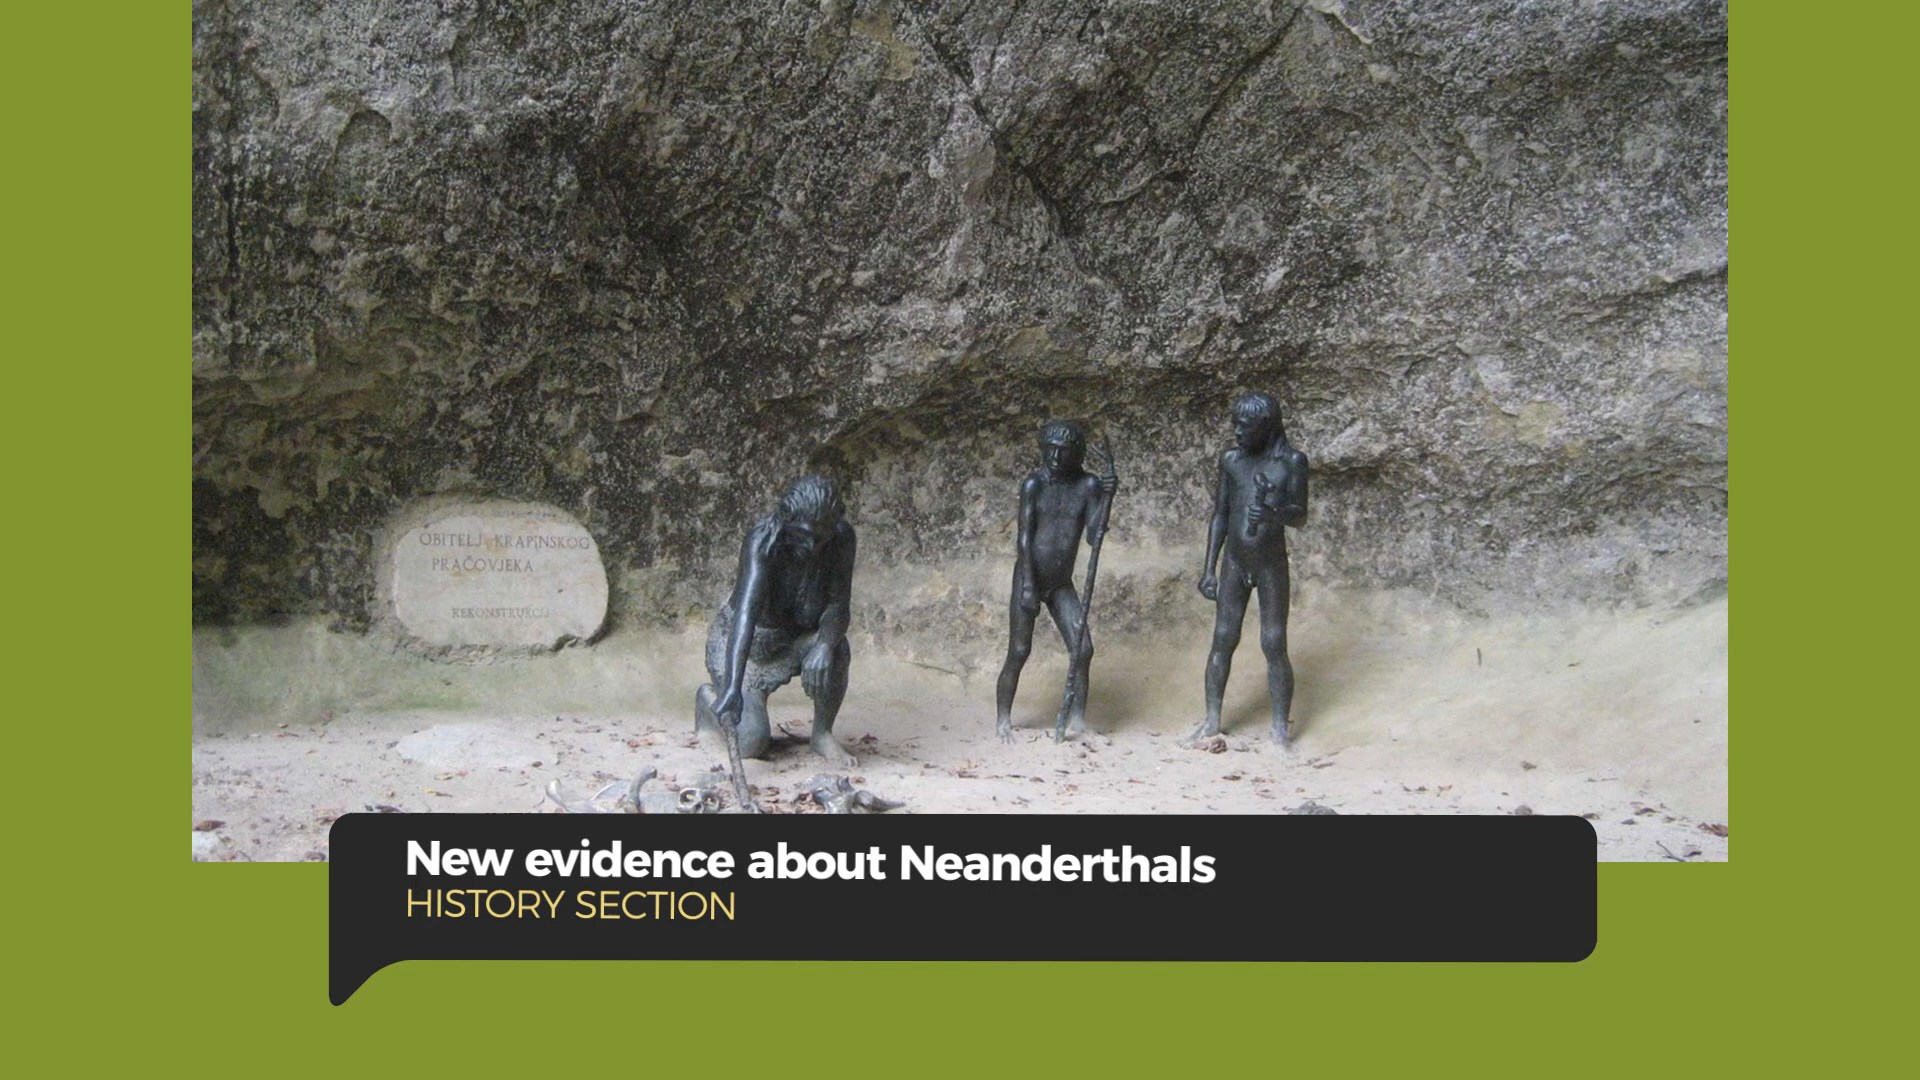 OBITELJ KRAPINSKOG
PRAČOVJEKA
New evidence about Neanderthals
HISTORY SECTION